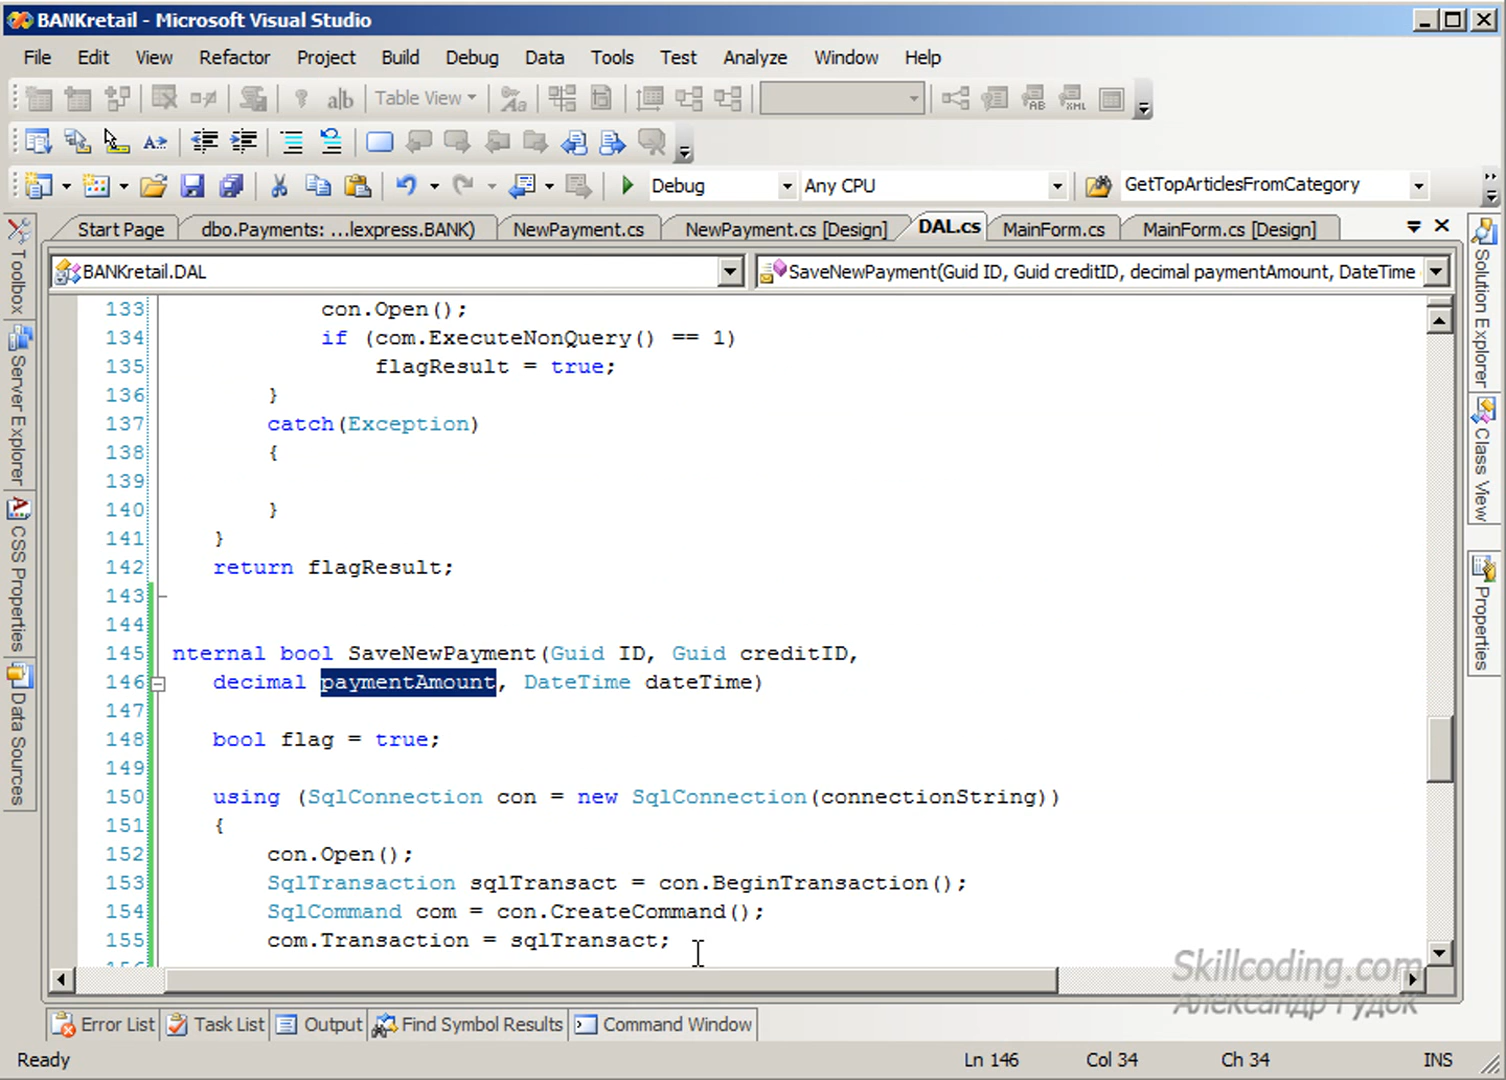 BANKretail - Microsoft Visual Studio
File Edit View Refactor Project Build Debug Data Tools Test Analyze Window Help
Table View
Debug Any CPU GetTopArticlesFromCategory
Start Page dbo.Payments: ...lexpress.BANK) NewPayment.cs NewPayment.cs [Design] DAL.cs MainForm.cs MainForm.cs [Design]
BANKretail.DAL SaveNewPayment(Guid ID, Guid creditID, decimal paymentAmount, DateTime
133 con.Open();
134 if (com.ExecuteNonQuery() == 1)
135 flagResult = true;
136 }
137 catch(Exception)
138 {
139
140 }
141 }
142 return flagResult;
143
144
145 nternal bool SaveNewPayment(Guid ID, Guid creditID,
146 decimal paymentAmount, DateTime dateTime)
147
148 bool flag = true;
149
150 using (SqlConnection con = new SqlConnection(connectionString))
151 {
152 con.Open();
153 SqlTransaction sqlTransact = con.BeginTransaction();
154 SqlCommand com = con.CreateCommand();
155 com.Transaction = sqlTransact;
Toolbox
Server Explorer
CSS Properties
Data Sources
Solution Explorer
Class View
Properties
Skillcoding.com
Александр Гудок
Error List Task List Output Find Symbol Results Command Window
Ready Ln 146 Col 34 Ch 34 INS